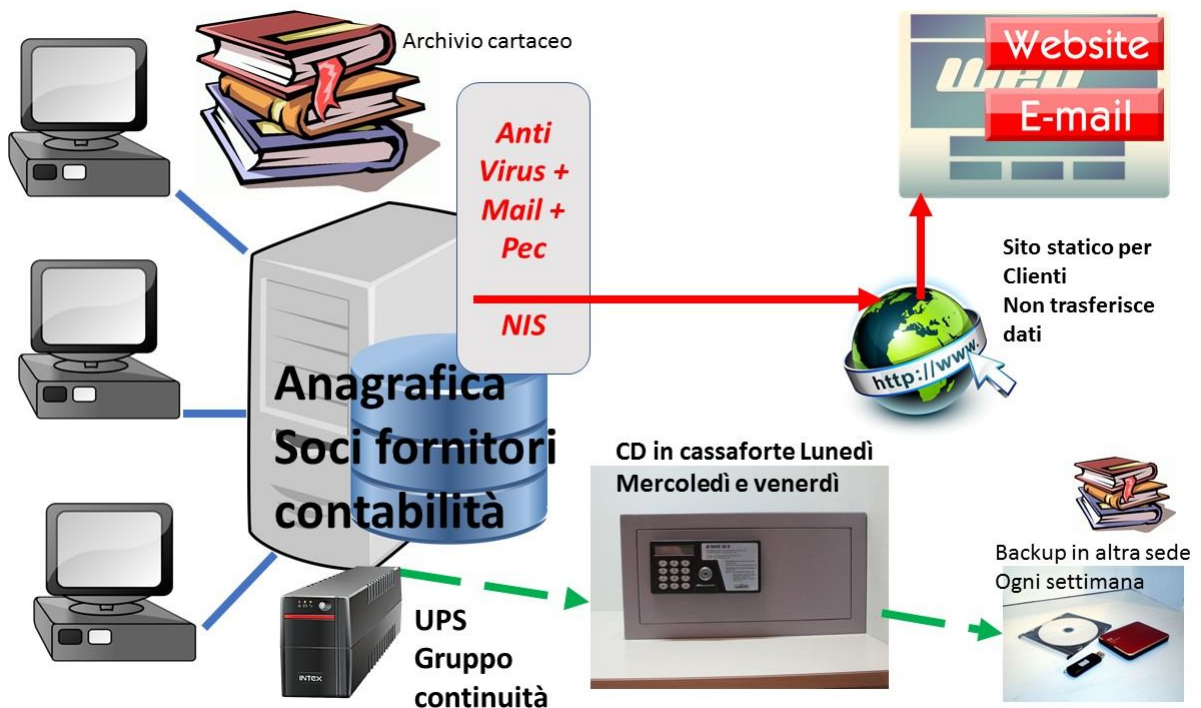 Archivio cartaceo
Anti
Virus +
Mail +
Pec
NIS
Website
E-mail
Sito statico per
Clienti
Non trasferisce
dati
http://www.
Anagrafica
Soci fornitori
contabilità
CD in cassaforte Lunedì
Mercoledì e venerdì
Backup in altra sede
Ogni settimana
UPS
Gruppo
continuità
INTEX